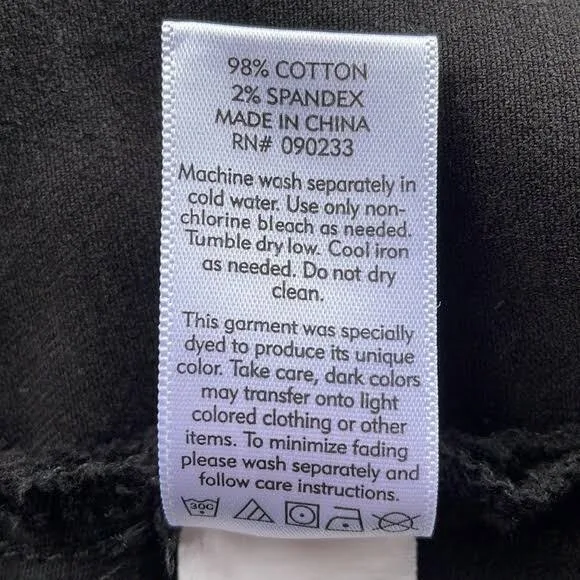 98% COTTON
2% SPANDEX
MADE IN CHINA
RN# 090233
Machine wash separately in
cold water. Use only non-
chlorine bleach as needed.
Tumble dry low. Cool iron
as needed. Do not dry
clean.
This garment was specially
dyed to produce its unique
color. Take care, dark colors
may transfer onto light
colored clothing or other
items. To minimize fading
please wash separately and
follow care instructions.
30C